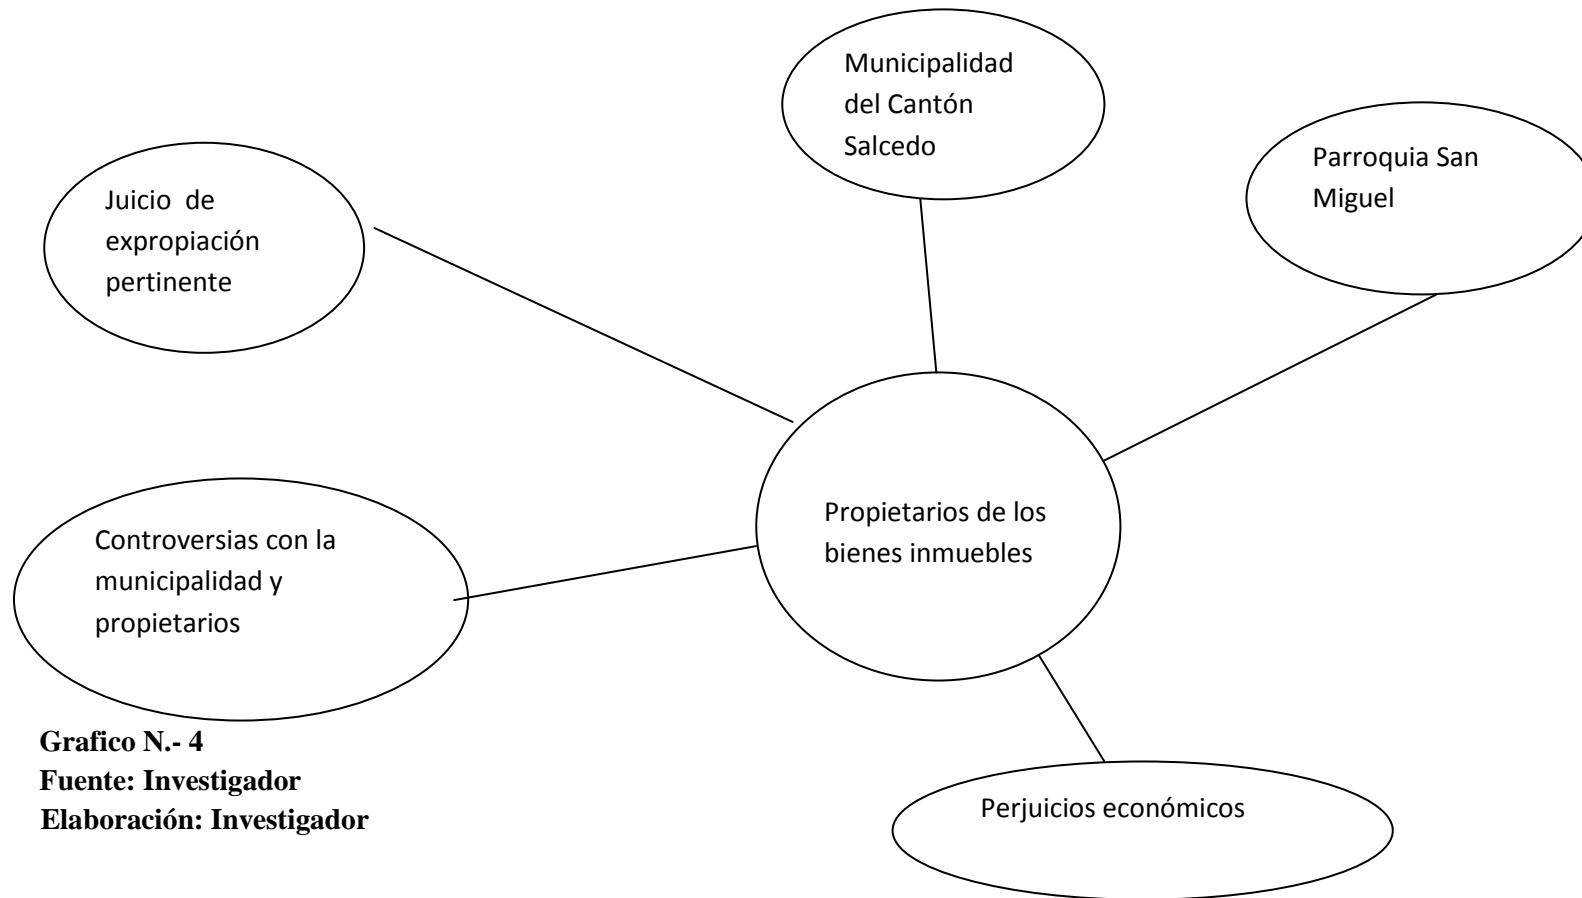 Municipalidad
del Cantón
Salcedo
Parroquia San
Miguel
Juicio  de
expropiación
pertinente
Propietarios de los
bienes inmuebles
Controversias con la
municipalidad y
propietarios
Perjuicios económicos
Grafico N.- 4
Fuente: Investigador
Elaboración: Investigador